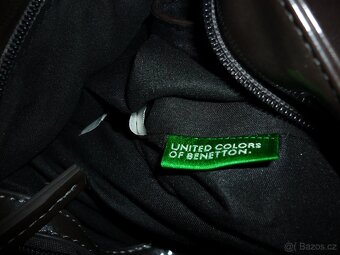 UNITED COLORS
OF BENETTON.
Bazos.cz